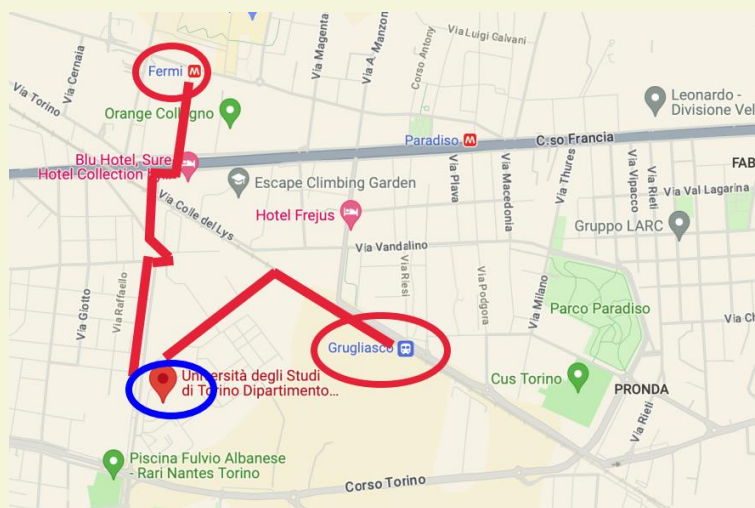 Via Luigi Galvani
Via Magenta
Via A. Manzon
Corso Antony
Via Cernaia
Fermi M
Via Torino
Orange Collegno
Leonardo -
Divisione Vel
Paradiso M
C.so Francia
Blu Hotel, Sure
Hotel Collection
Escape Climbing Garden
Via Plava
Via Macedonia
Via Thures
Via Vipacco
Via Rieti
FAB
Via Val Lagarina
Hotel Frejus
Gruppo LARC
Via Colle del Lys
Via Vandalino
Via Riesi
Via Podgora
Via Milano
Via Giotto
Via Raffaello
Parco Paradiso
Via Ch
Grugliasco
Università degli Studi
di Torino Dipartimento...
Cus Torino
PRONDA
Via Rieti
Piscina Fulvio Albanese
- Rari Nantes Torino
Corso Torino